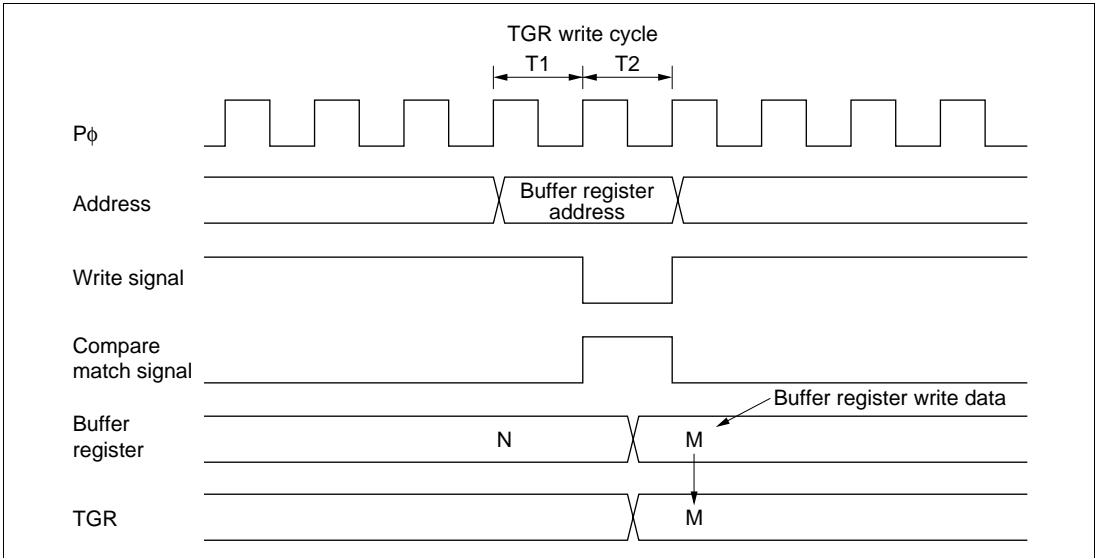 TGR write cycle
T1 T2
Pϕ
Address
Buffer register
address
Write signal
Compare
match signal
Buffer register write data
Buffer
register
N M
TGR
M